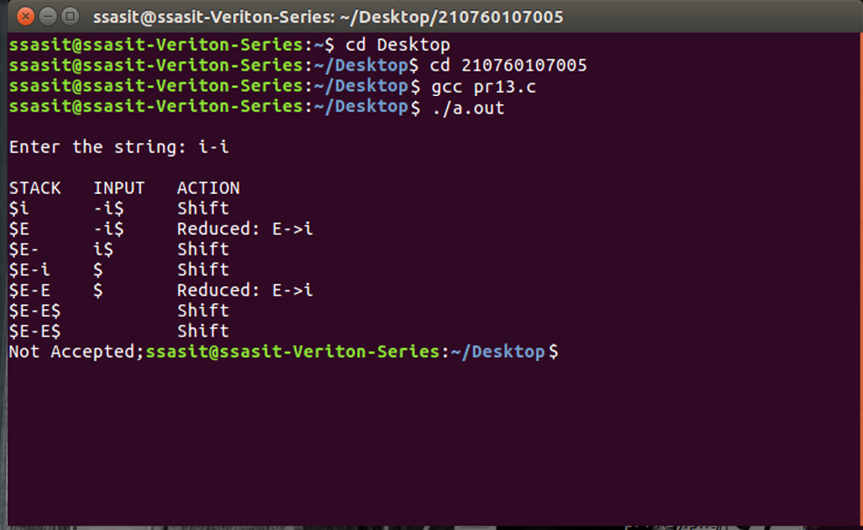 ssasit@ssasit-Veriton-Series: ~/Desktop/210760107005
ssasit@ssasit-Veriton-Series:~$ cd Desktop
ssasit@ssasit-Veriton-Series:~/Desktop$ cd 210760107005
ssasit@ssasit-Veriton-Series:~/Desktop$ gcc pr13.c
ssasit@ssasit-Veriton-Series:~/Desktop$ ./a.out
Enter the string: i-i
STACK INPUT ACTION
$i -i$ Shift
$E -i$ Reduced: E->i
$E- i$ Shift
$E-i $ Shift
$E-E $ Reduced: E->i
$E-E$ Shift
$E-E$ Shift
Not Accepted;ssasit@ssasit-Veriton-Series:~/Desktop$